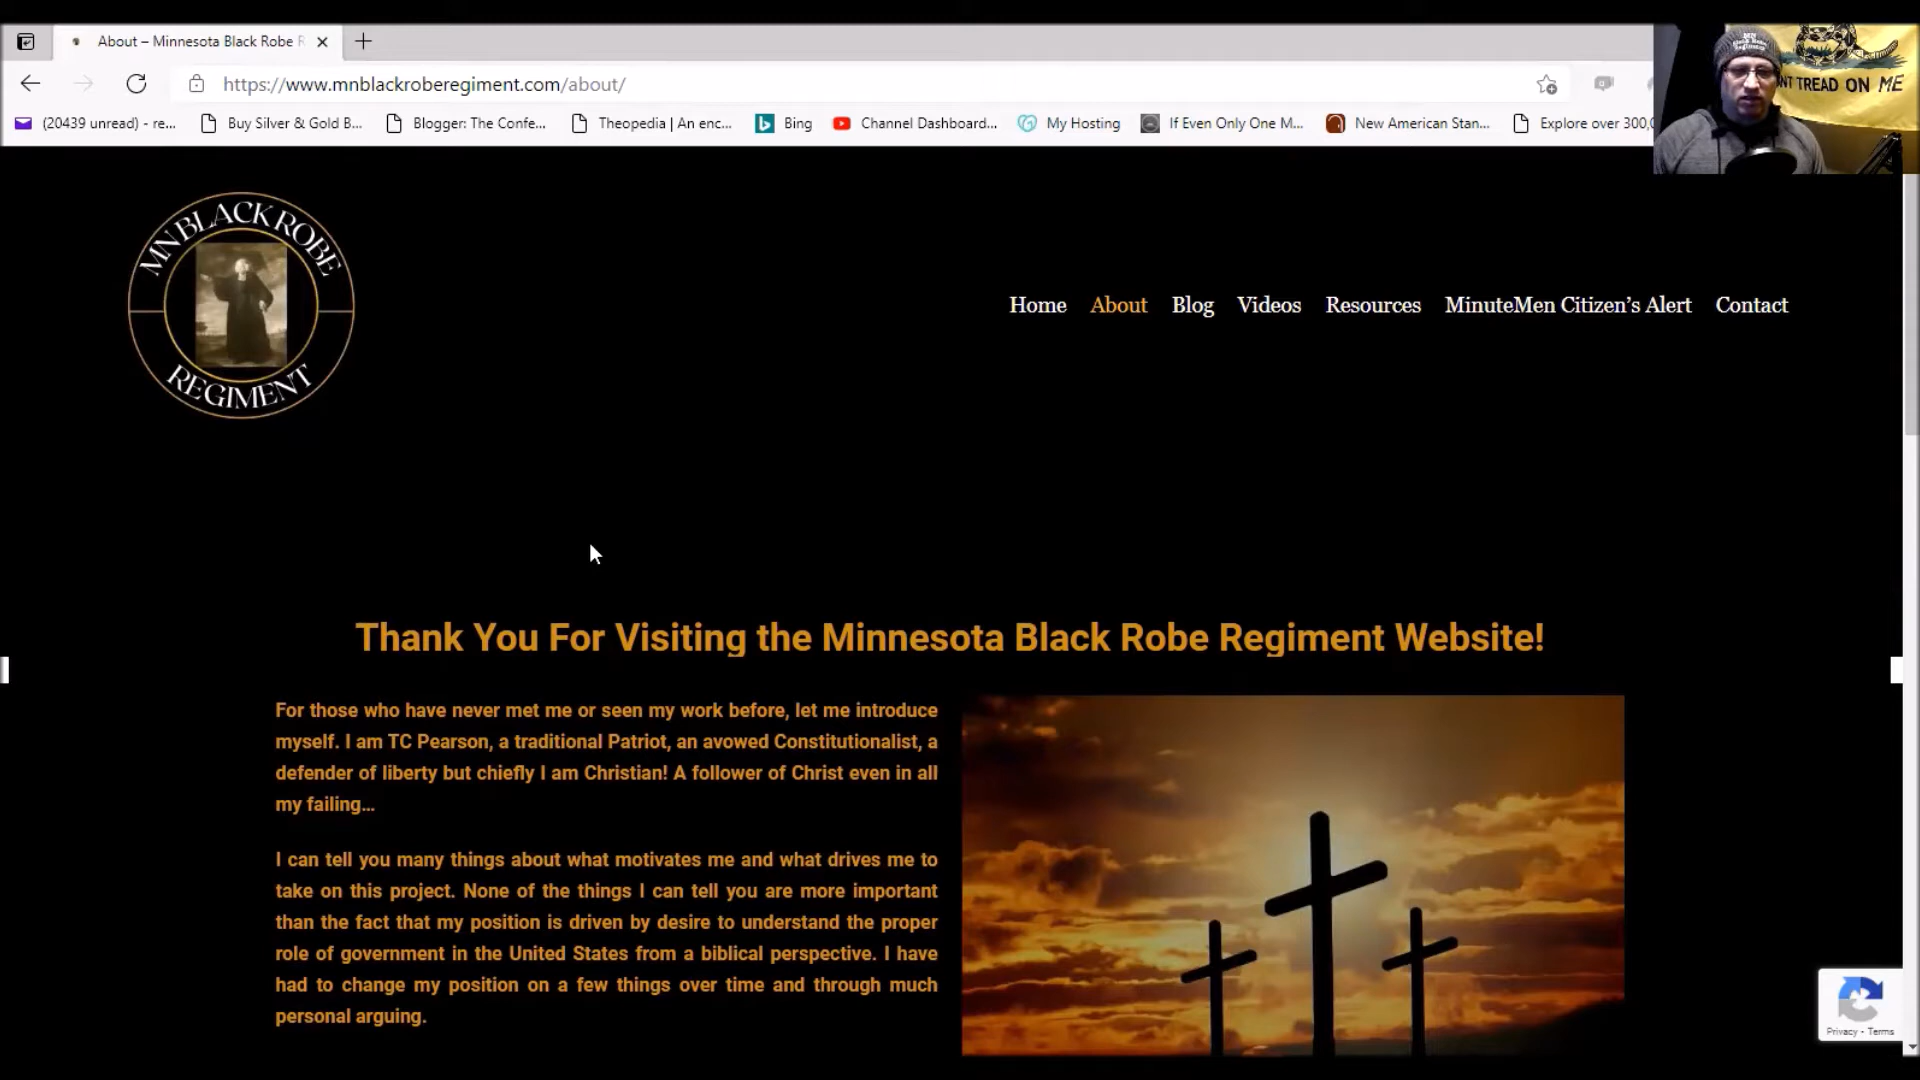 About – Minnesota Black Robe R
https://www.mnblackroberegiment.com/about/
(20439 unread) - re...
Buy Silver & Gold B...
Blogger: The Confe...
Theopedia | An enc...
Bing
Channel Dashboard...
My Hosting
If Even Only One M...
New American Stan...
Explore over 300,
TREAD ON ME
MN BLACK ROBE
REGIMENT
Home
About
Blog
Videos
Resources
MinuteMen Citizen’s Alert
Contact
Thank You For Visiting the Minnesota Black Robe Regiment Website!
For those who have never met me or seen my work before, let me introduce
myself. I am TC Pearson, a traditional Patriot, an avowed Constitutionalist, a
defender of liberty but chiefly I am Christian! A follower of Christ even in all
my failing...
I can tell you many things about what motivates me and what drives me to
take on this project. None of the things I can tell you are more important
than the fact that my position is driven by desire to understand the proper
role of government in the United States from a biblical perspective. I have
had to change my position on a few things over time and through much
personal arguing.
Privacy - Terms